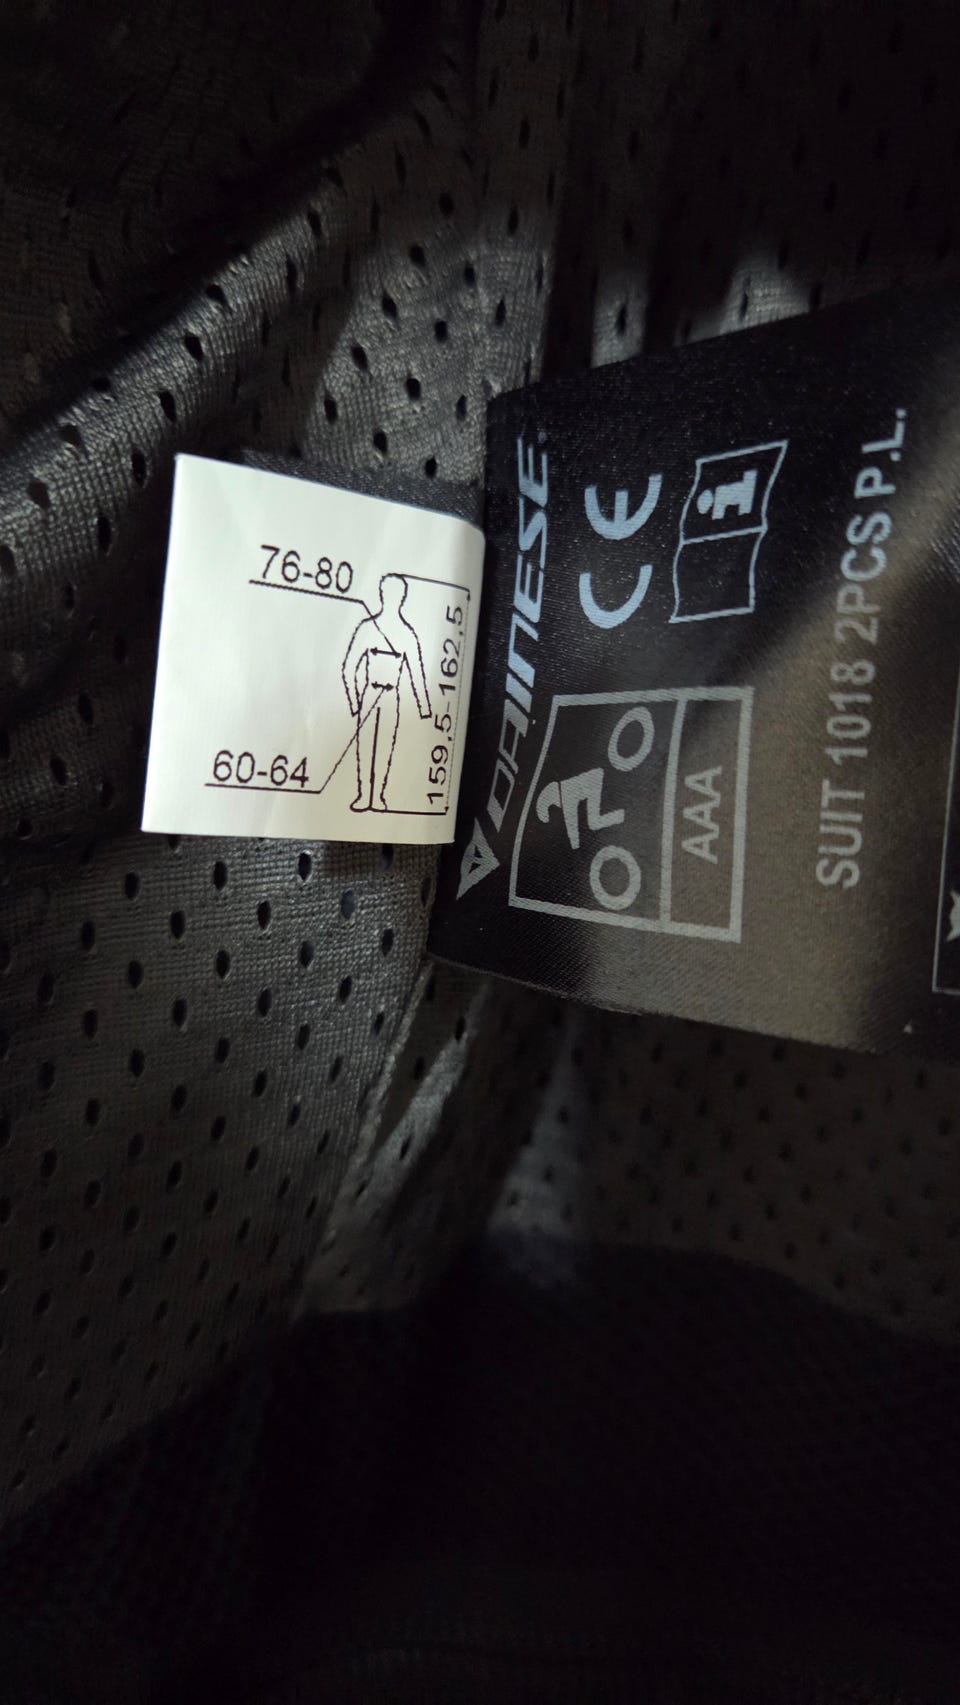 76-80
60-64
159,5-162,5
DAINESE
CE
i
AAA
SUIT 1018 2PCS P.L.